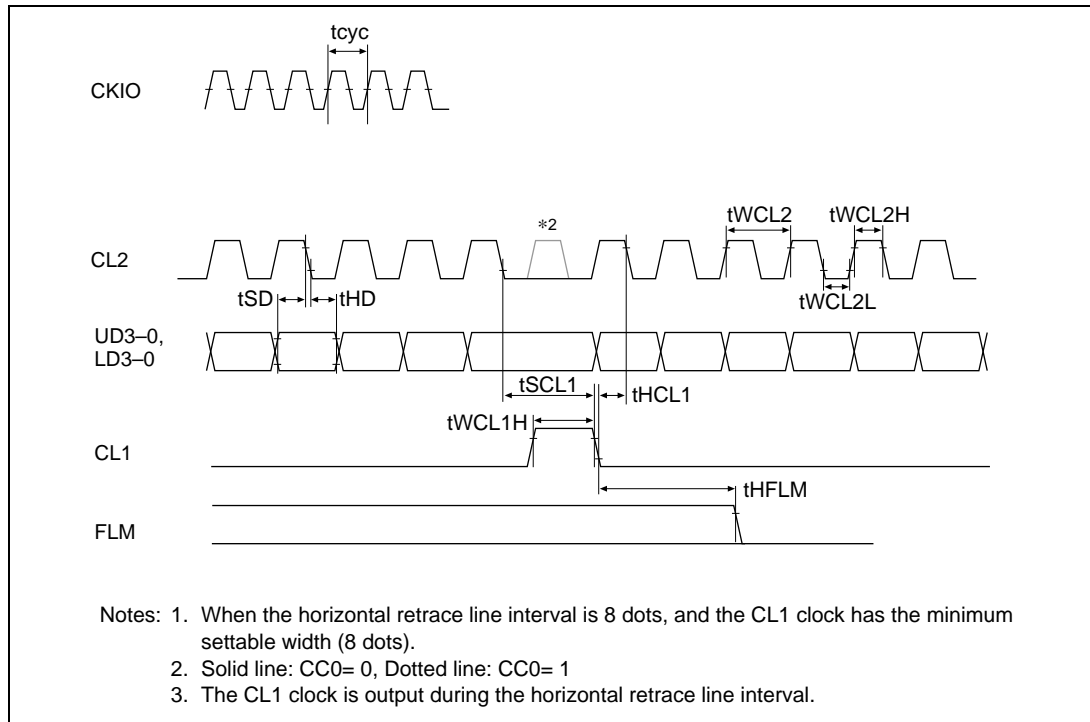 tcyc
CKIO
*2
tWCL2
tWCL2H
CL2
tSD
tHD
tWCL2L
UD3–0,
LD3–0
tSCL1
tHCL1
tWCL1H
CL1
tHFLM
FLM
Notes: 1. When the horizontal retrace line interval is 8 dots, and the CL1 clock has the minimum
settable width (8 dots).
2. Solid line: CC0= 0, Dotted line: CC0= 1
3. The CL1 clock is output during the horizontal retrace line interval.